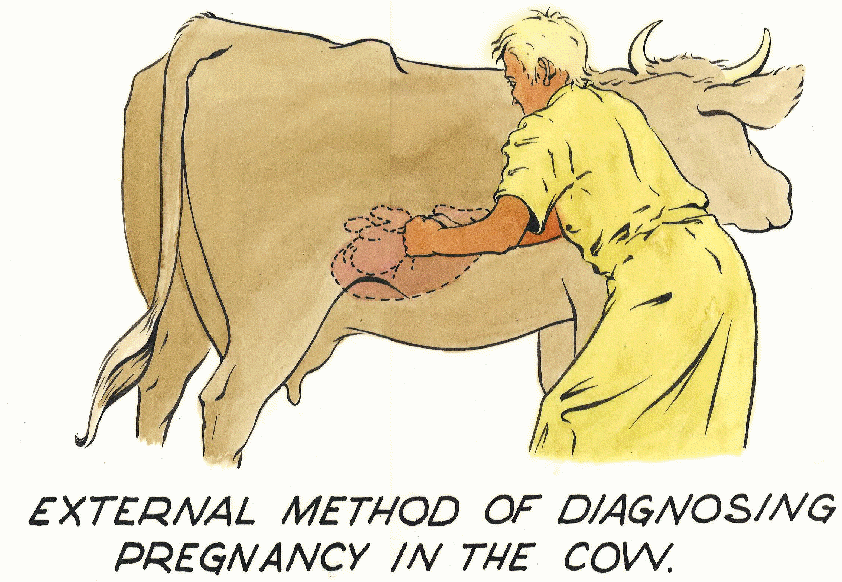 EXTERNAL METHOD OF DIAGNOSING
PREGNANCY IN THE COW.